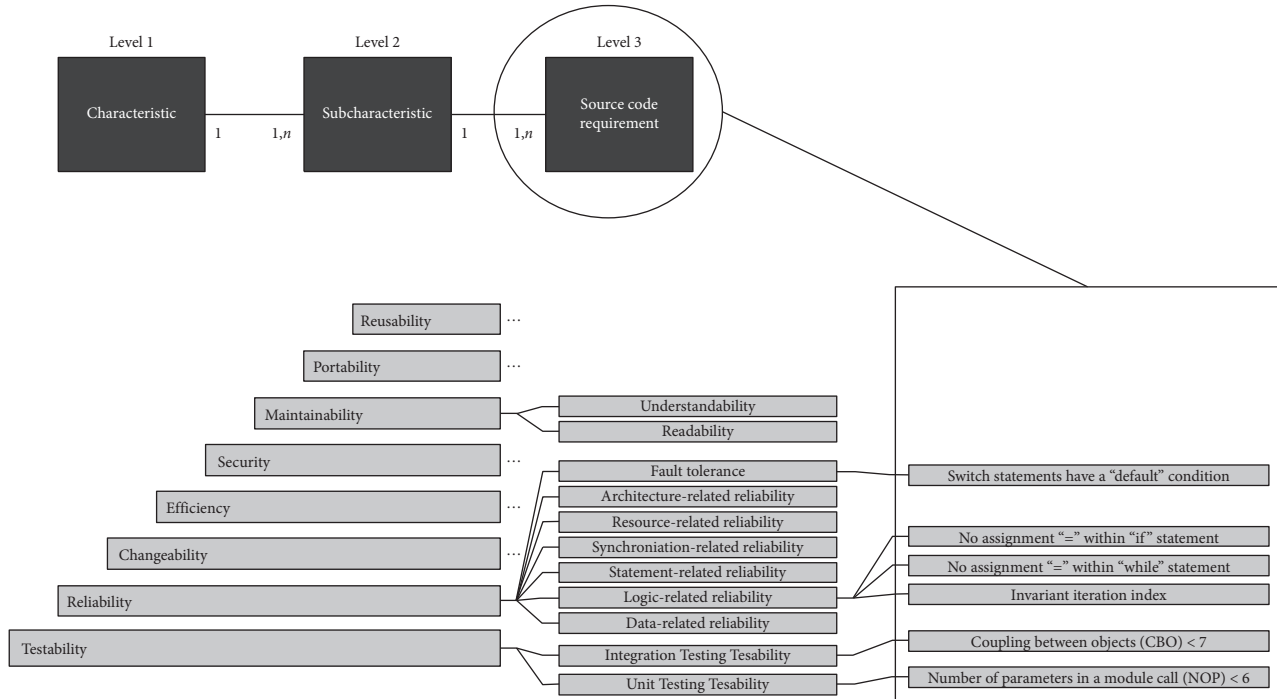 Level 1
Level 2
Level 3
Characteristic
Subcharacteristic
Source code
requirement
1
1,n
1
1,n
Reusability
...
Portability
...
Maintainability
Understandability
Readability
Security
...
Fault tolerance
Switch statements have a “default” condition
Architecture-related reliability
Efficiency
...
Resource-related reliability
No assignment “=” within “if” statement
Changeability
...
Synchroniation-related reliability
No assignment “=” within “while” statement
Statement-related reliability
Reliability
Logic-related reliability
Invariant iteration index
Data-related reliability
Testability
Integration Testing Tesability
Coupling between objects (CBO) < 7
Unit Testing Tesability
Number of parameters in a module call (NOP) < 6